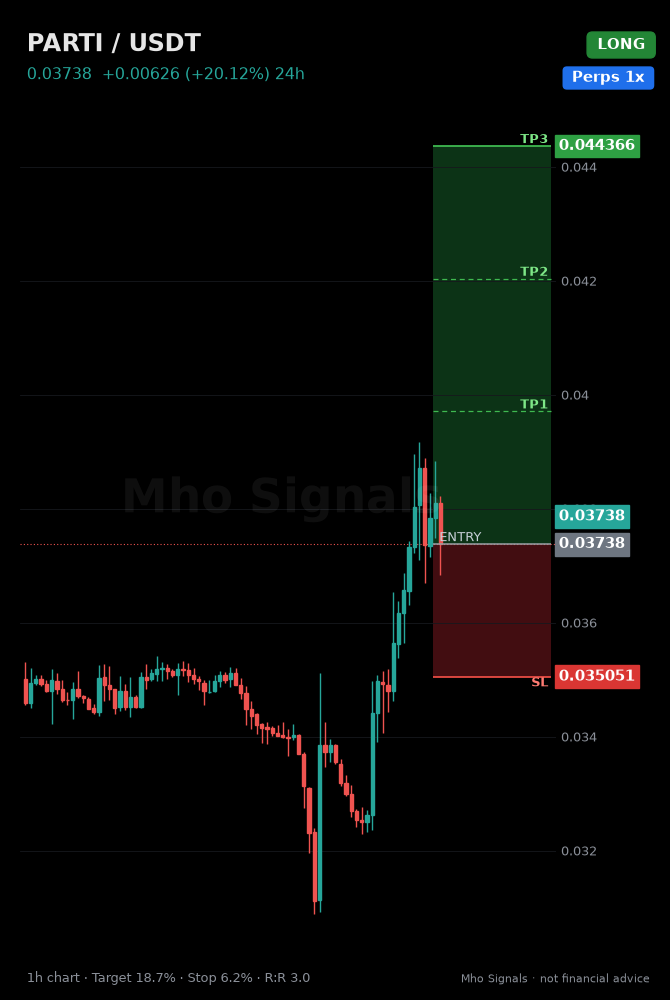 PARTI / USDT
LONG
0.03738 +0.00626 (+20.12%) 24h
Perps 1x
TP3
0.044366
0.044
TP2
0.042
TP1
0.04
Mho Signals
0.03738
ENTRY
0.03738
0.036
SL
0.035051
0.034
0.032
1h chart · Target 18.7% · Stop 6.2% · R:R 3.0
Mho Signals · not financial advice